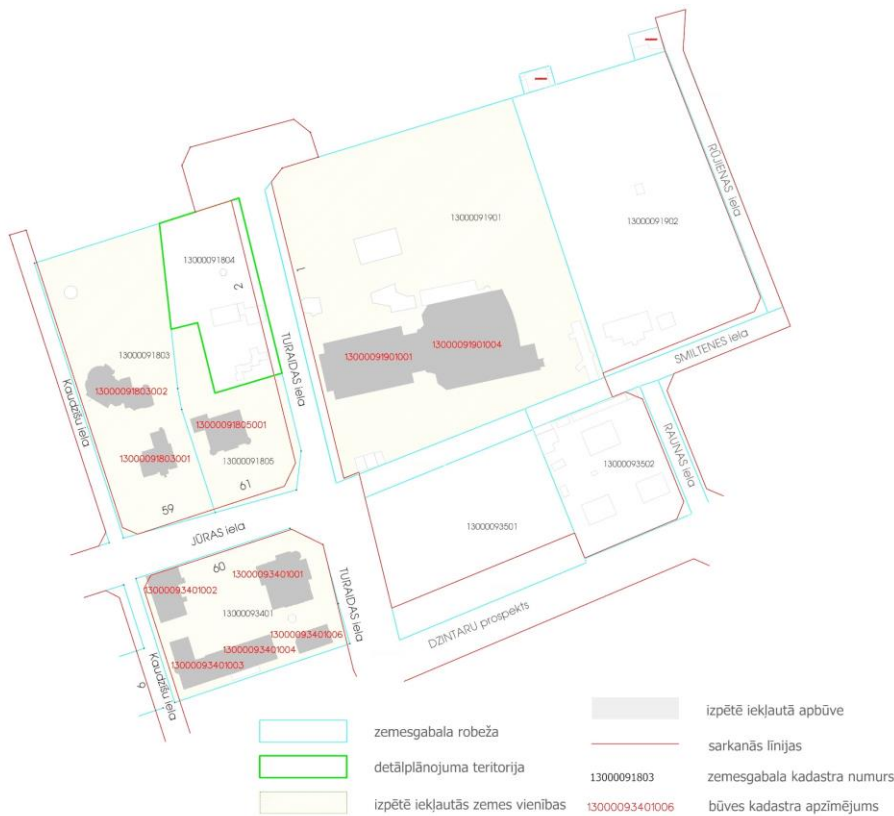 RŪJIENAS iela
13000091901
13000091902
13000091804
2
1
TURAIDAS iela
13000091803
13000091901004
13000091901001
SMILTENES iela
Kaudzīšu iela
13000091803002
13000091805001
13000091803001
13000091805
RAUNAS iela
13000093502
61
59
JŪRAS iela
13000093501
60
13000093401001
13000093401002
TURAIDAS iela
13000093401
13000093401006
DZINTARU prospekts
13000093401004
13000093401003
Kaudzīšu iela
9
zemesgabala robeža
detālplānojuma teritorija
izpētē iekļautās zemes vienības
izpētē iekļautā apbūve
sarkanās līnijas
13000091803 zemesgabala kadastra numurs
13000093401006 būves kadastra apzīmējums